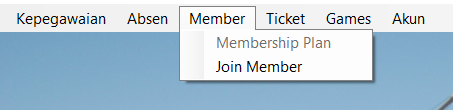 Kepegawaian Absen Member Ticket Games Akun
Membership Plan
Join Member